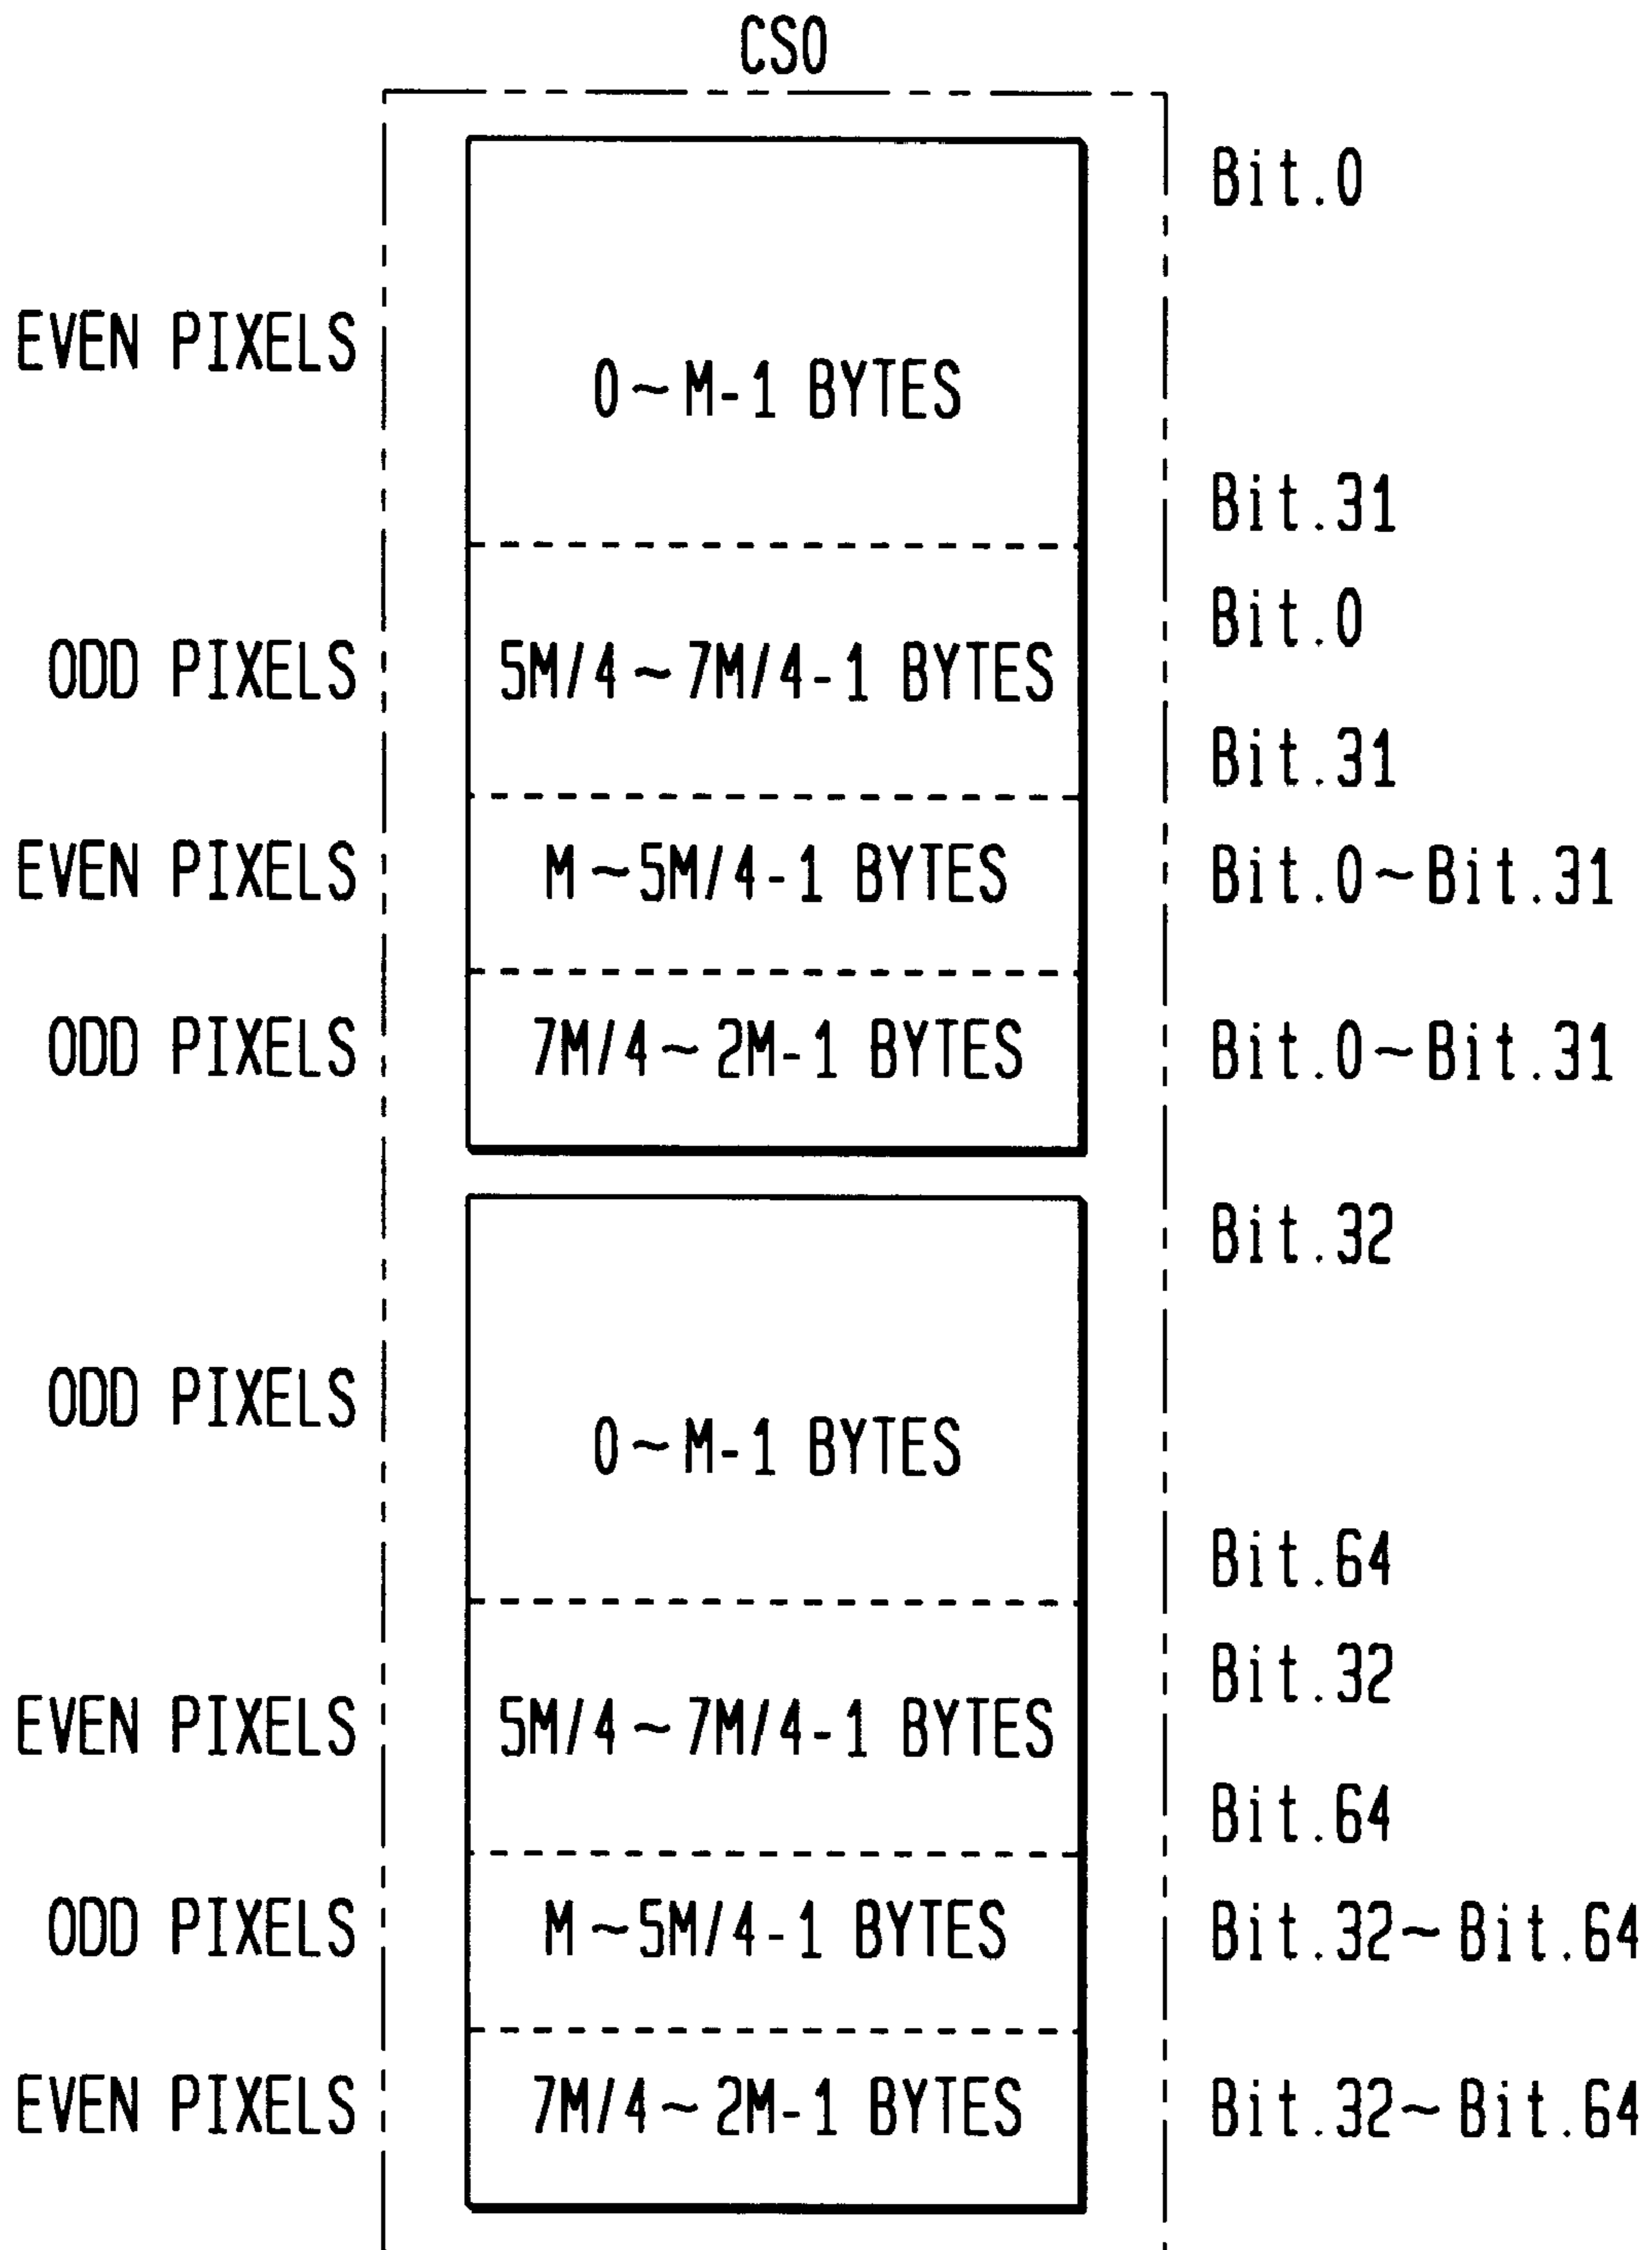 CS0
Bit.0
EVEN PIXELS
0~M-1 BYTES
Bit.31
Bit.0
ODD PIXELS 5M/4~7M/4-1 BYTES
Bit.31
EVEN PIXELS M~5M/4-1 BYTES Bit.0~Bit.31
ODD PIXELS 7M/4~2M-1 BYTES Bit.0~Bit.31
Bit.32
ODD PIXELS
0~M-1 BYTES
Bit.64
Bit.32
EVEN PIXELS 5M/4~7M/4-1 BYTES
Bit.64
ODD PIXELS M~5M/4-1 BYTES Bit.32~Bit.64
EVEN PIXELS 7M/4~2M-1 BYTES Bit.32~Bit.64